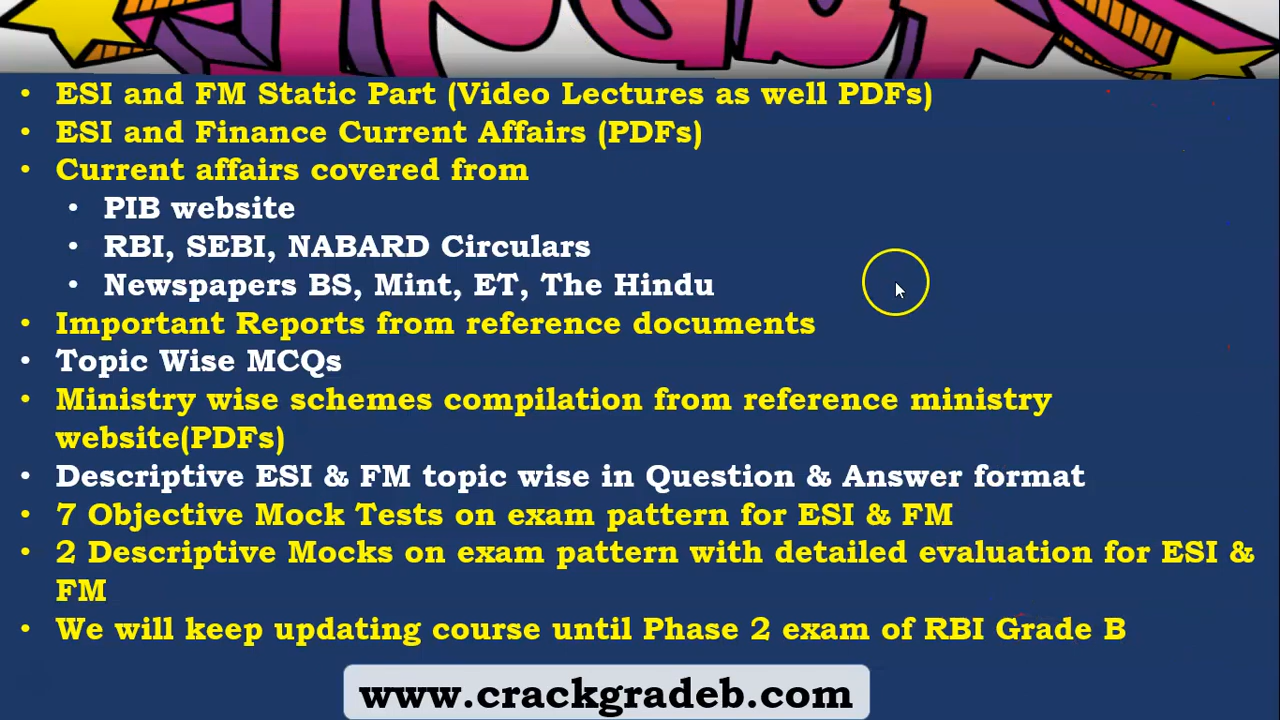 • ESI and FM Static Part (Video Lectures as well PDFs)
• ESI and Finance Current Affairs (PDFs)
• Current affairs covered from
• PIB website
• RBI, SEBI, NABARD Circulars
• Newspapers BS, Mint, ET, The Hindu
• Important Reports from reference documents
• Topic Wise MCQs
• Ministry wise schemes compilation from reference ministry
website(PDFs)
• Descriptive ESI & FM topic wise in Question & Answer format
• 7 Objective Mock Tests on exam pattern for ESI & FM
• 2 Descriptive Mocks on exam pattern with detailed evaluation for ESI &
FM
• We will keep updating course until Phase 2 exam of RBI Grade B
www.crackgradeb.com